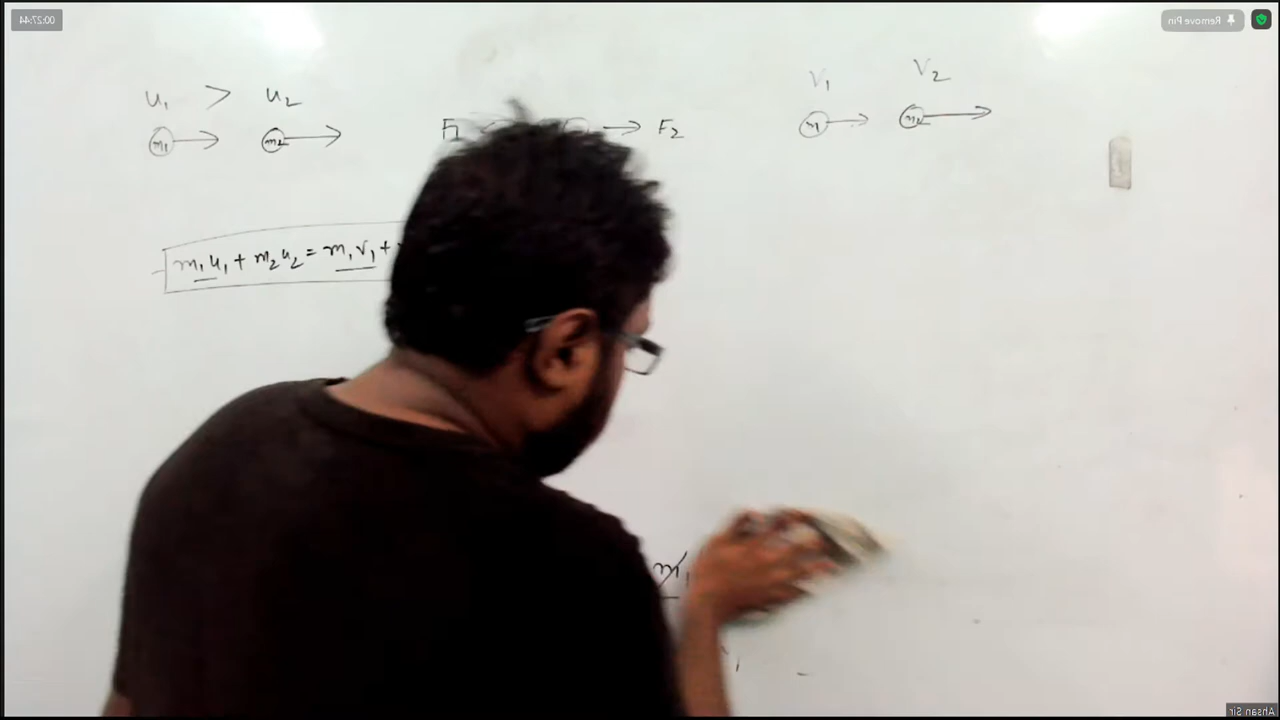 00:27:44
Remove Pin
u₁ > u₂
v₁ v₂
m₁ m₂
F₁ F₂
m₁ m₂
m₁u₁ + m₂u₂ = m₁v₁ +
m₁
Ahsan Sir